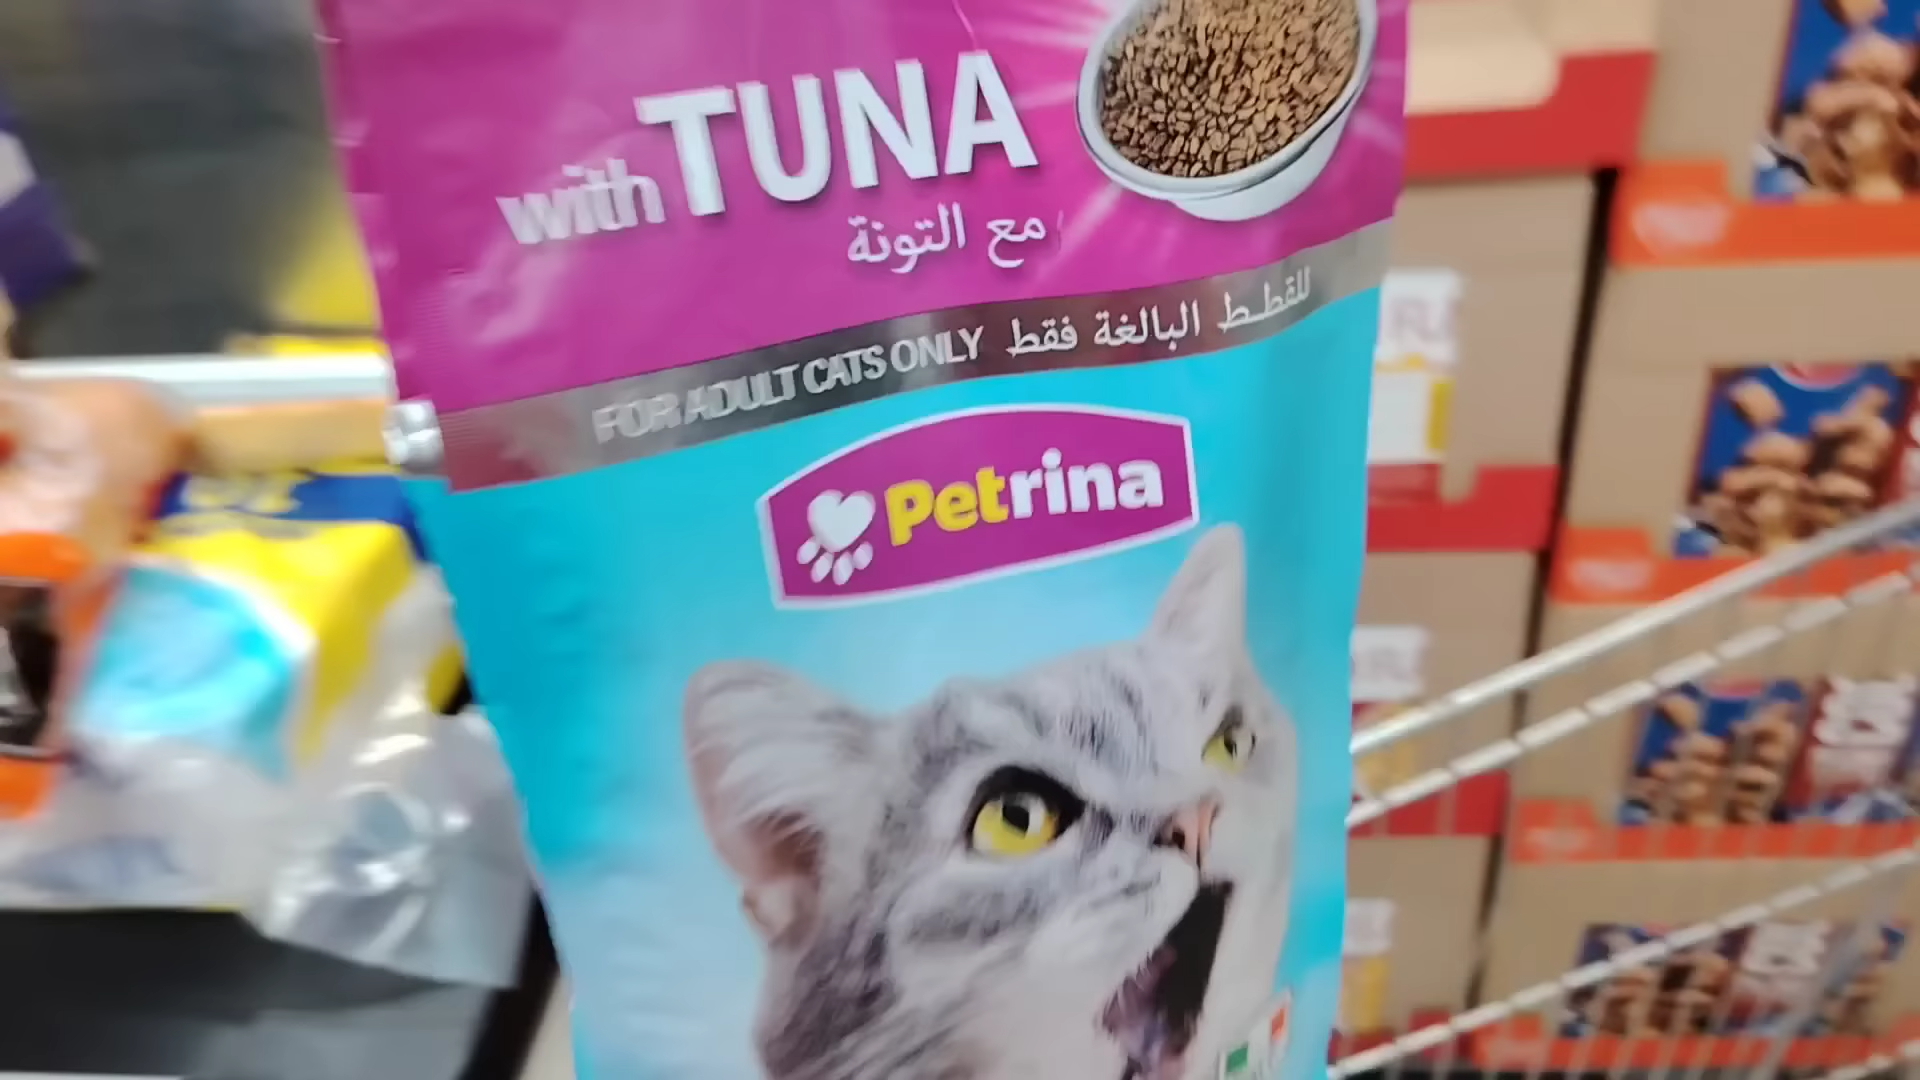 with TUNA
مع التونة
FOR ADULT CATS ONLY للقطط البالغة فقط
Petrina